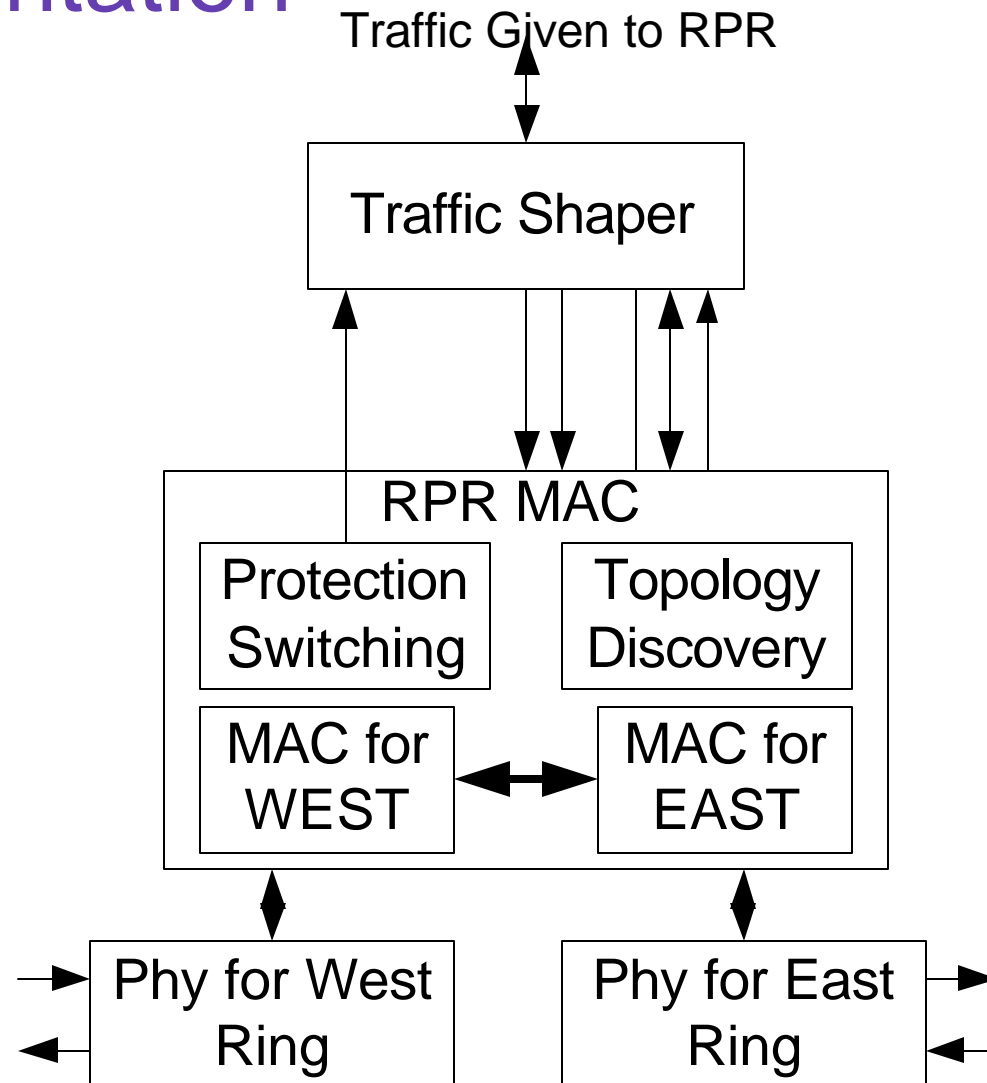 Traffic Given to RPR
Traffic Shaper
RPR MAC
Protection
Switching
Topology
Discovery
MAC for
WEST
MAC for
EAST
Phy for West
Ring
Phy for East
Ring